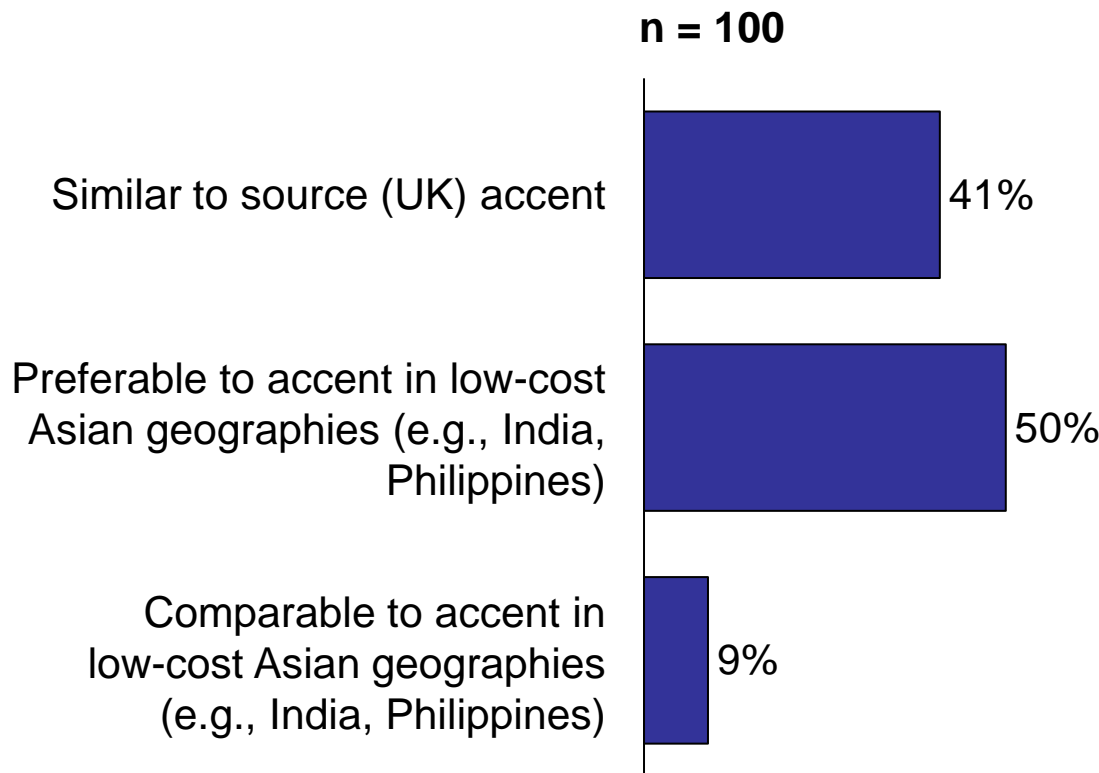 n = 100
Similar to source (UK) accent
41%
Preferable to accent in low-cost
Asian geographies (e.g., India,
Philippines)
50%
Comparable to accent in
low-cost Asian geographies
(e.g., India, Philippines)
9%